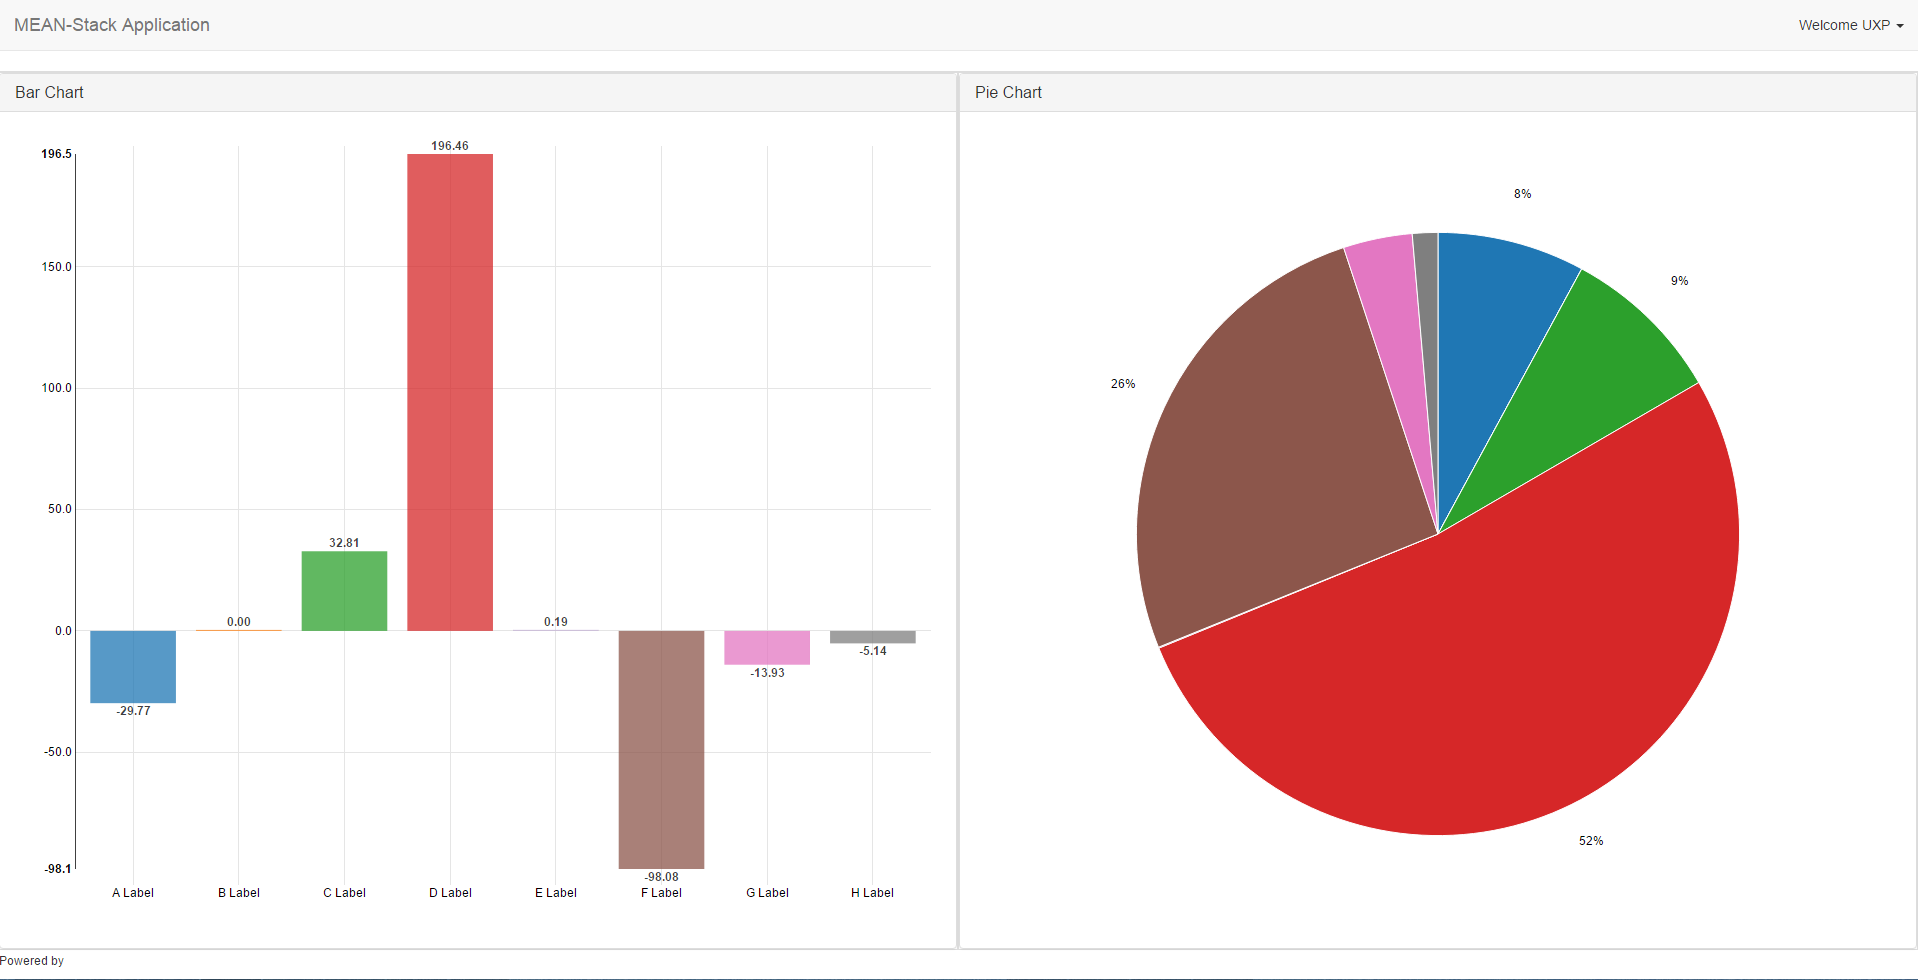 MEAN-Stack Application
Welcome UXP
Bar Chart
196.5
150.0
100.0
50.0
0.0
-50.0
-98.1
-29.77
0.00
32.81
196.46
0.19
-98.08
-13.93
-5.14
A Label
B Label
C Label
D Label
E Label
F Label
G Label
H Label
Pie Chart
8%
9%
26%
52%
Powered by